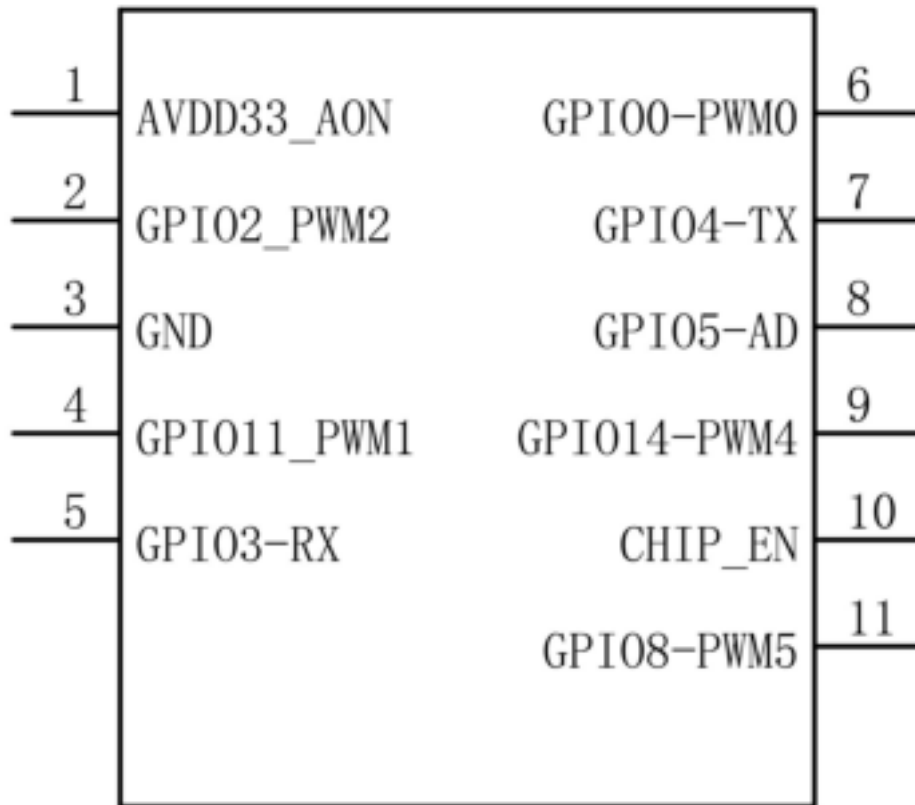 1 AVDD33_AON GPIO0-PWM0 6
2 GPIO2_PWM2 GPIO4-TX 7
3 GND GPIO5-AD 8
4 GPIO11_PWM1 GPIO14-PWM4 9
5 GPIO3-RX CHIP_EN 10
GPIO8-PWM5 11